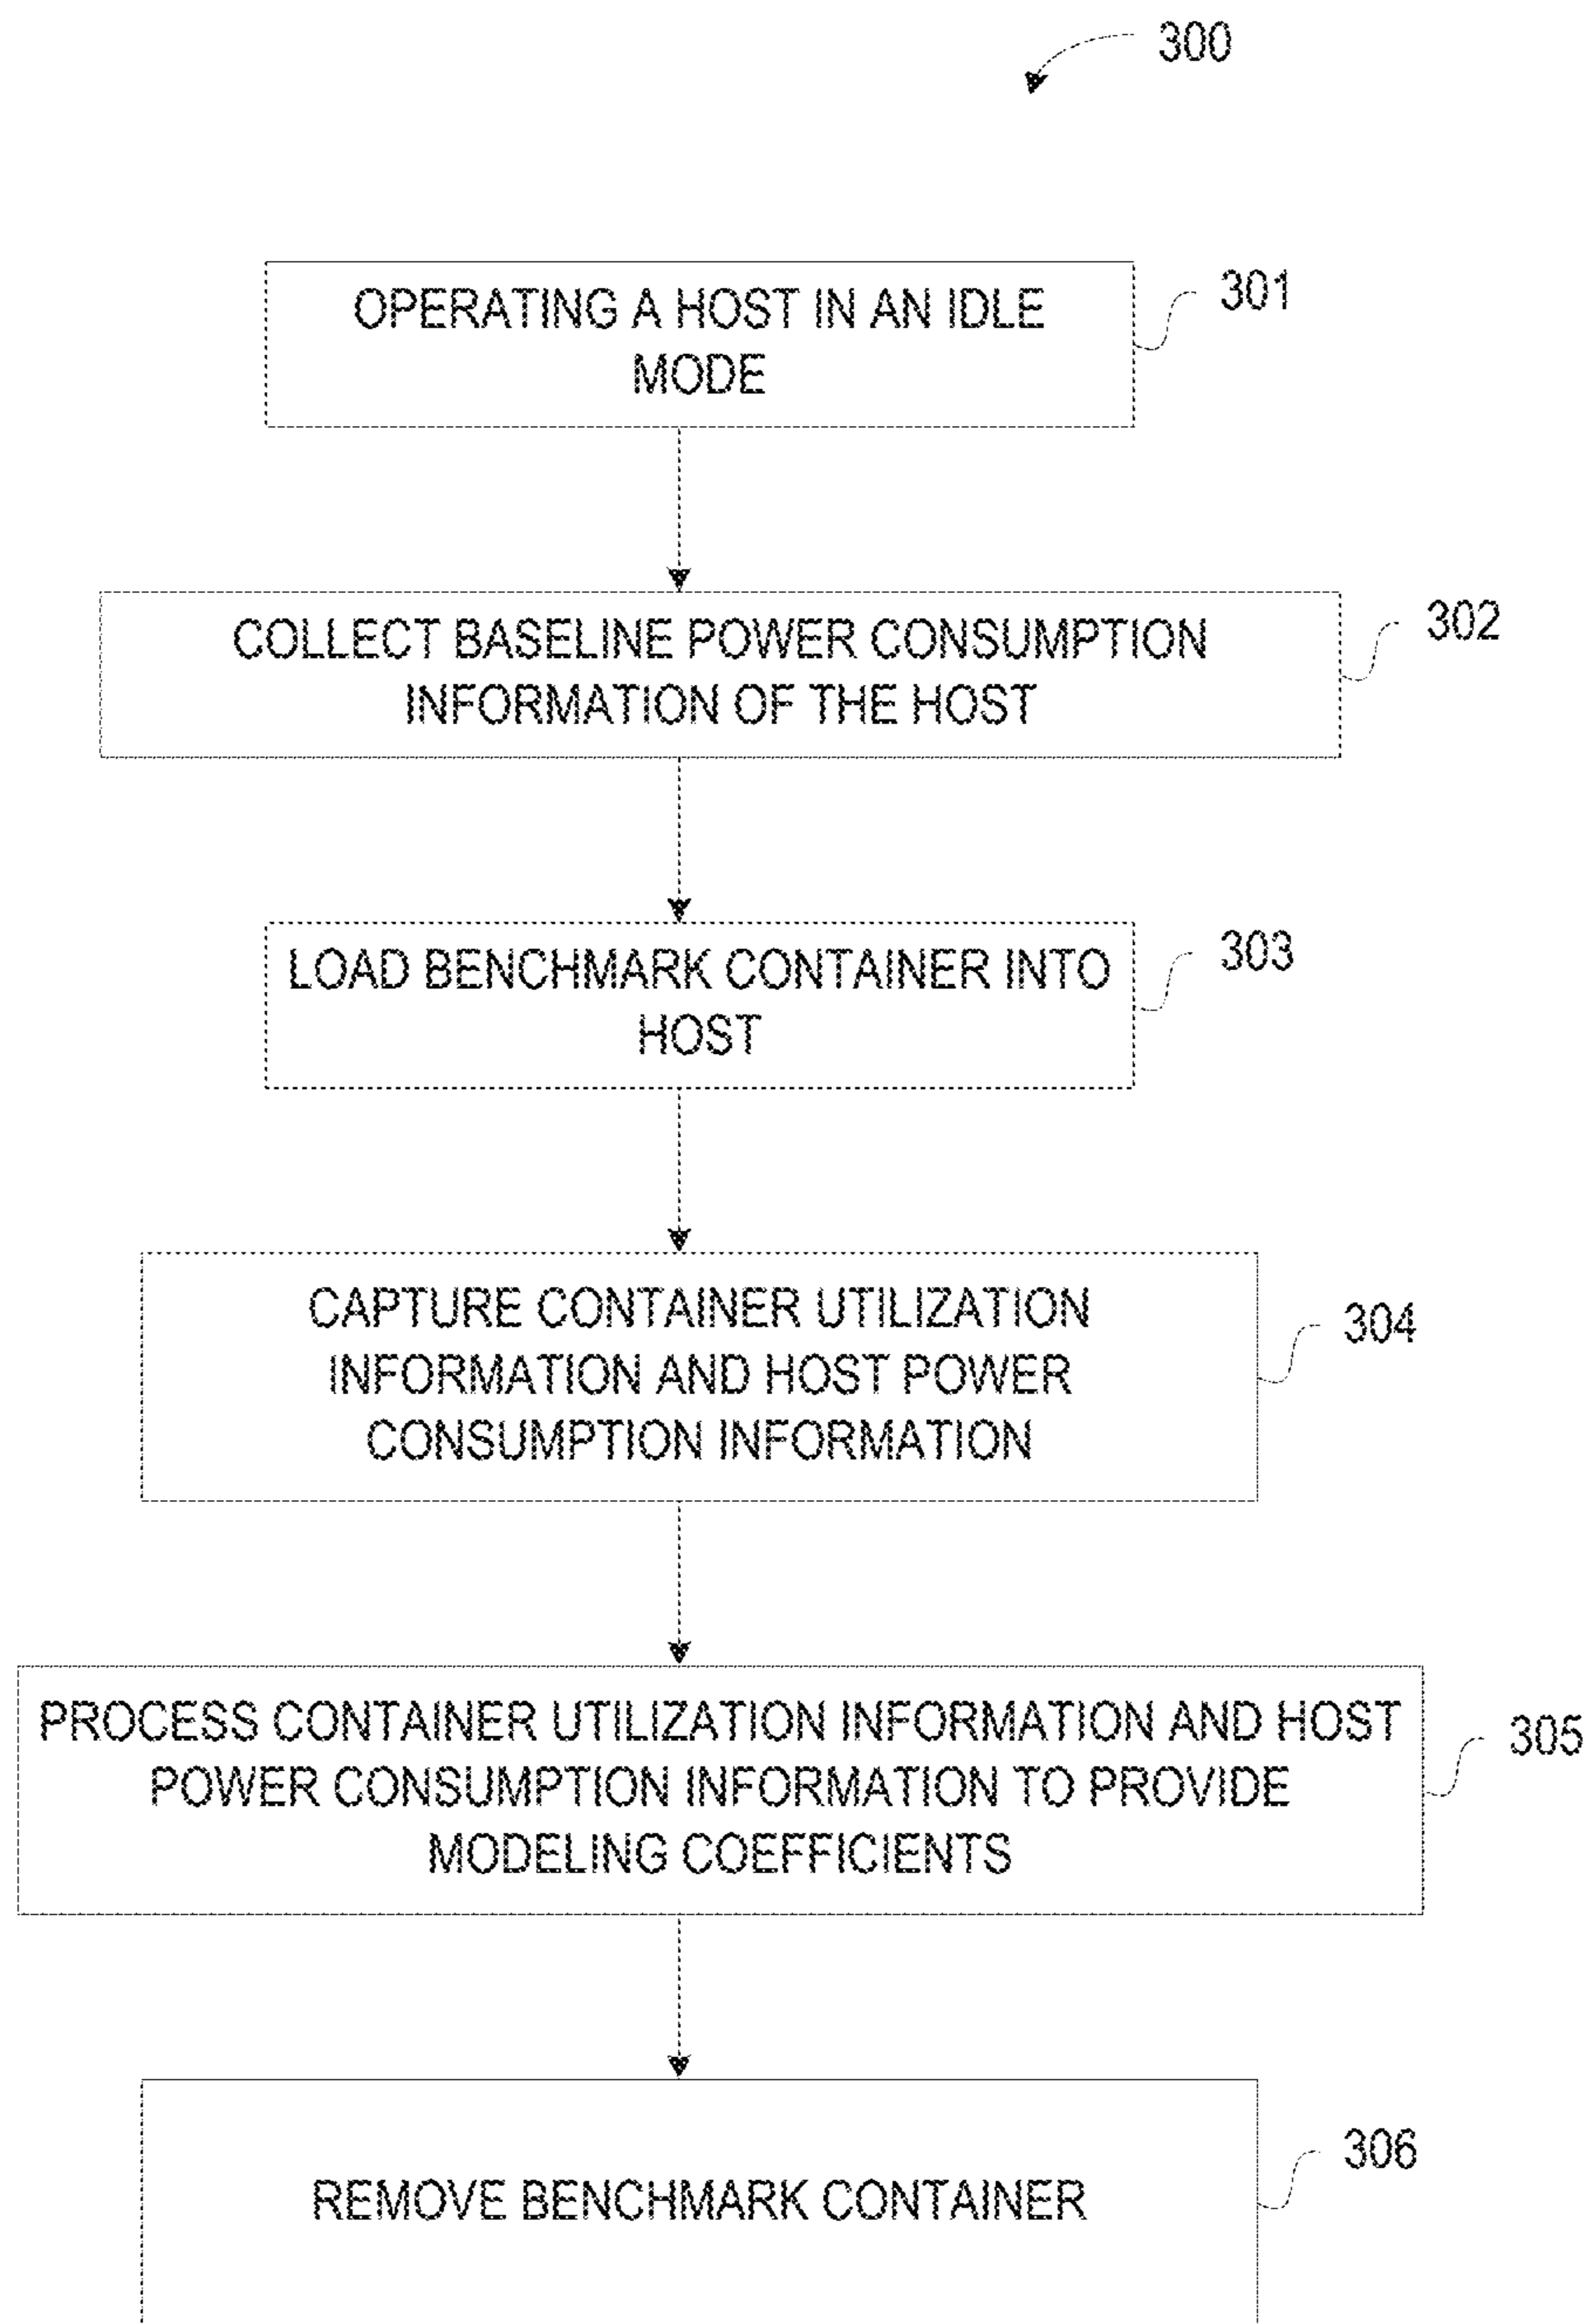 300
OPERATING A HOST IN AN IDLE
MODE
301
COLLECT BASELINE POWER CONSUMPTION
INFORMATION OF THE HOST
302
LOAD BENCHMARK CONTAINER INTO
HOST
303
CAPTURE CONTAINER UTILIZATION
INFORMATION AND HOST POWER
CONSUMPTION INFORMATION
304
PROCESS CONTAINER UTILIZATION INFORMATION AND HOST
POWER CONSUMPTION INFORMATION TO PROVIDE
MODELING COEFFICIENTS
305
REMOVE BENCHMARK CONTAINER
306